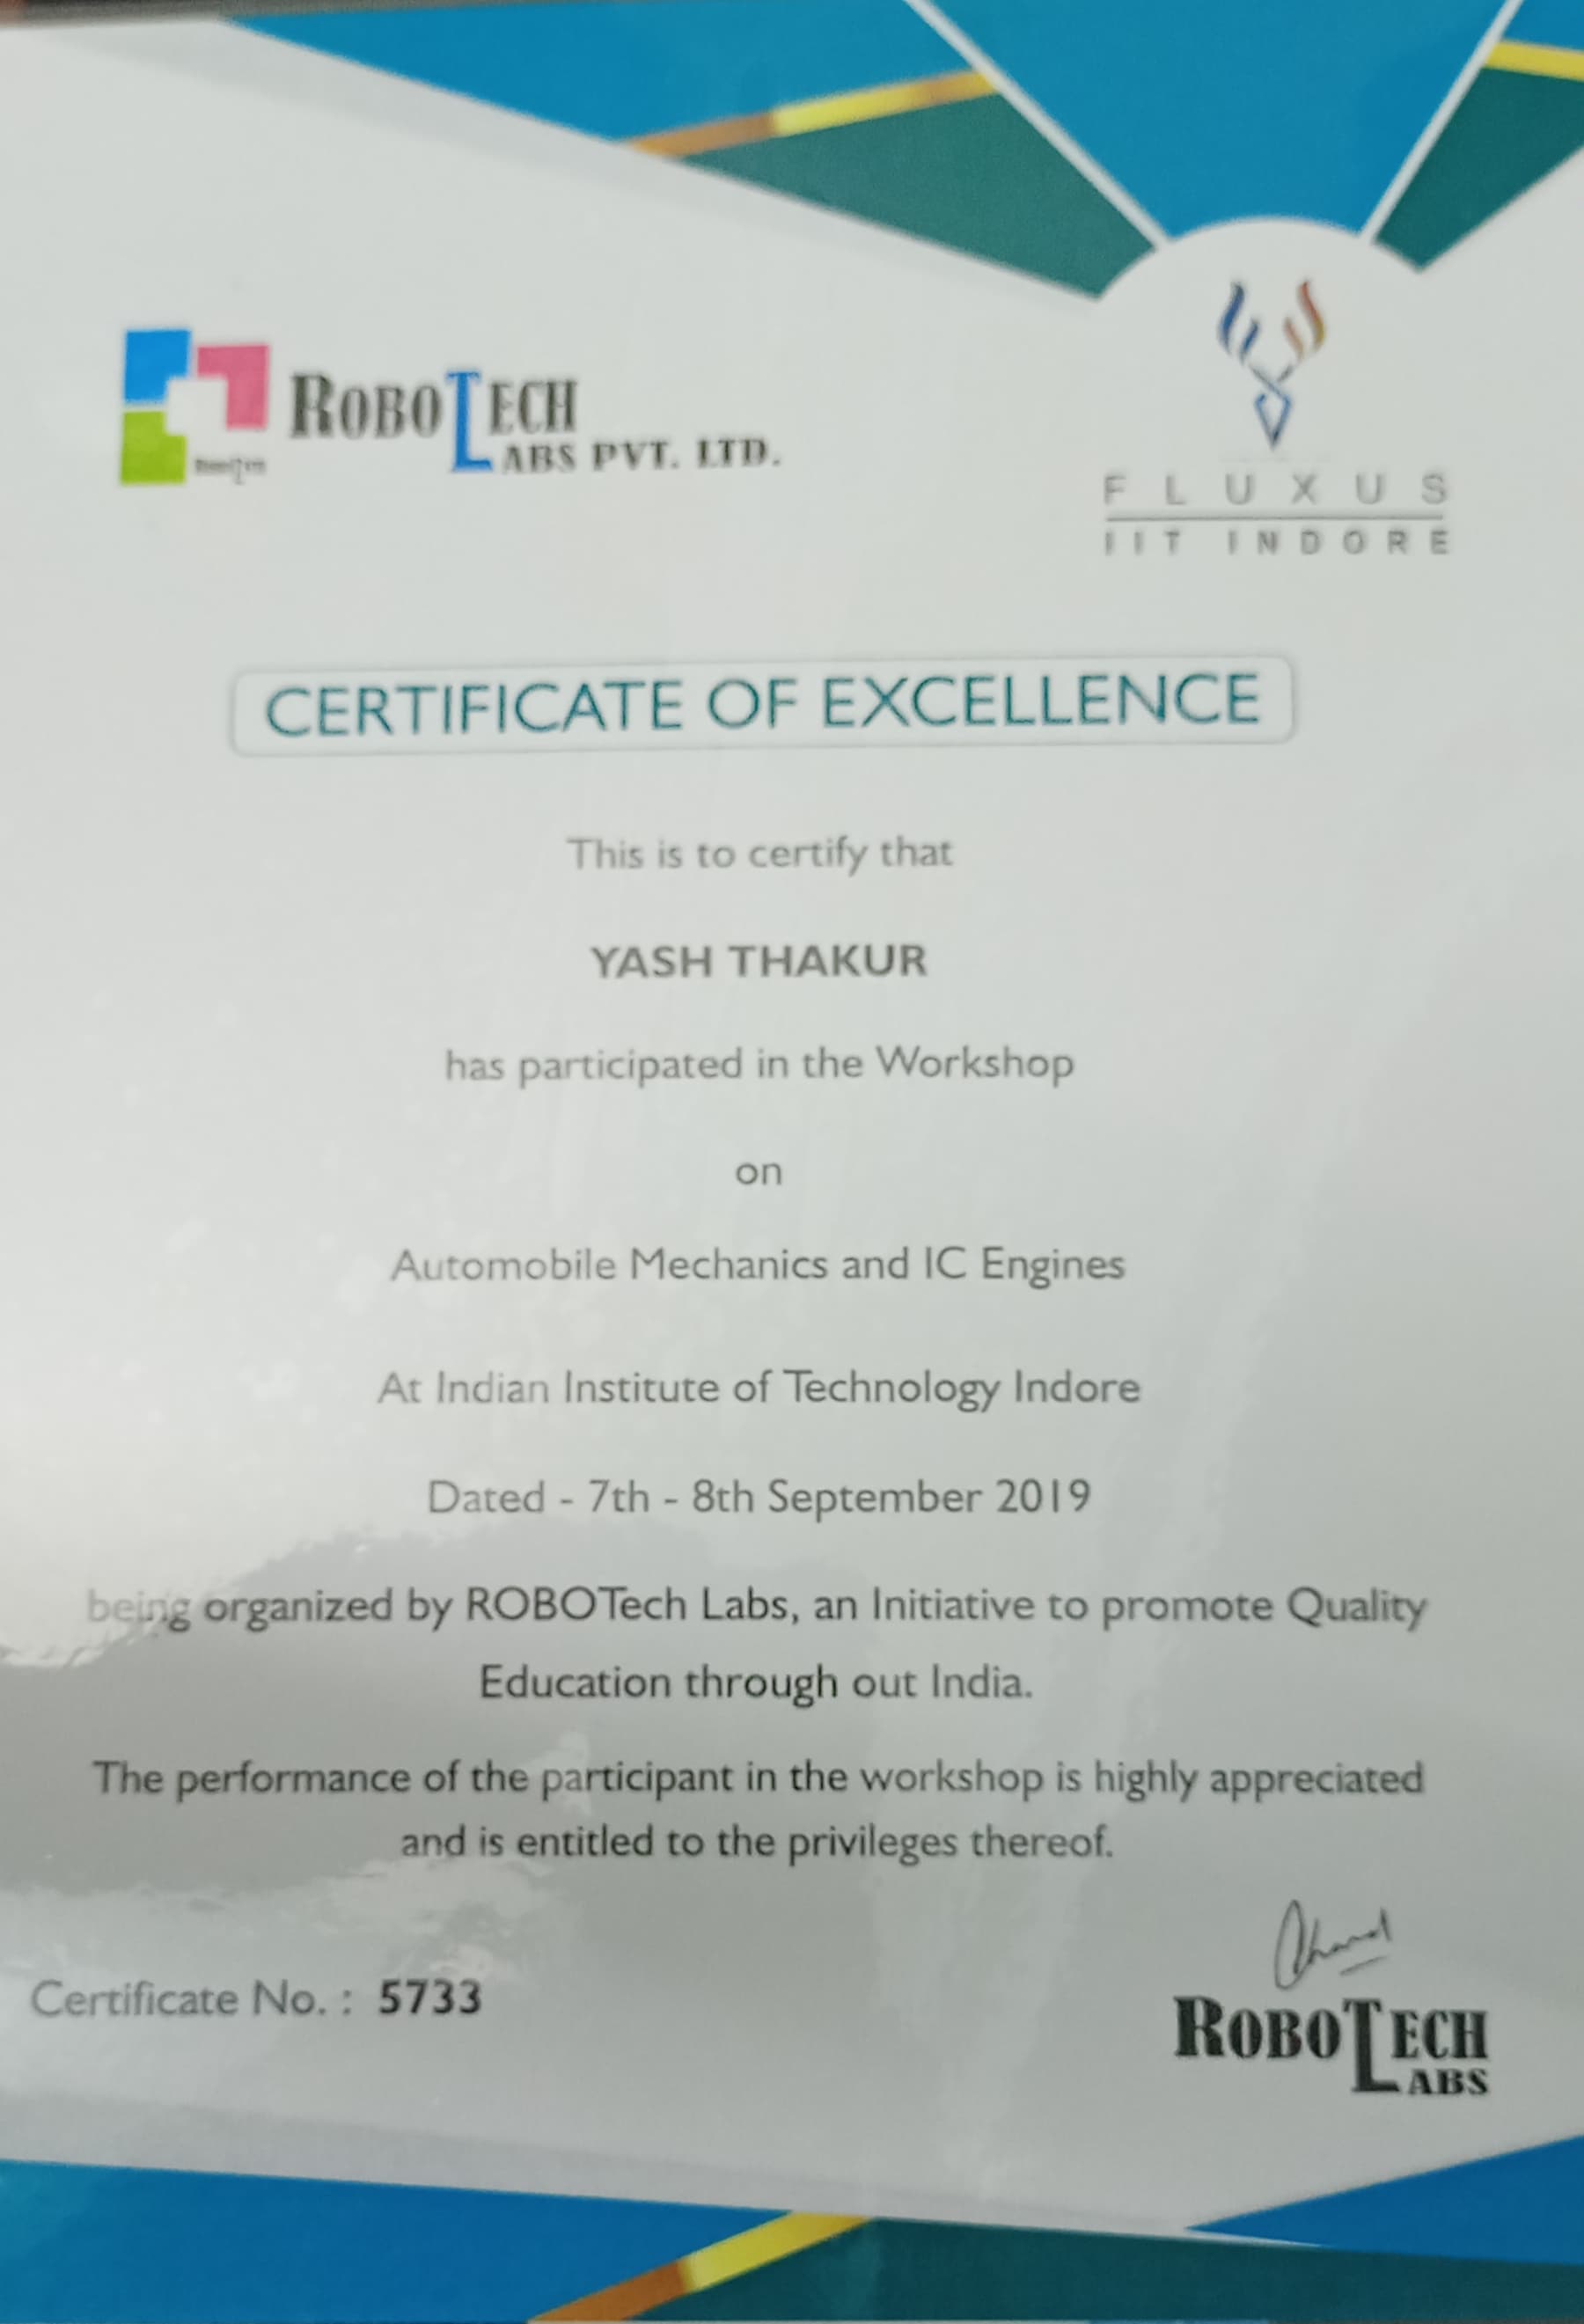 ROBOTECH
LABS PVT. LTD.
FLUXUS
IIT INDORE
CERTIFICATE OF EXCELLENCE
This is to certify that
YASH THAKUR
has participated in the Workshop
on
Automobile Mechanics and IC Engines
At Indian Institute of Technology Indore
Dated - 7th - 8th September 2019
being organized by ROBOTech Labs, an Initiative to promote Quality
Education through out India.
The performance of the participant in the workshop is highly appreciated
and is entitled to the privileges thereof.
Certificate No. : 5733
ROBOTECH
LABS